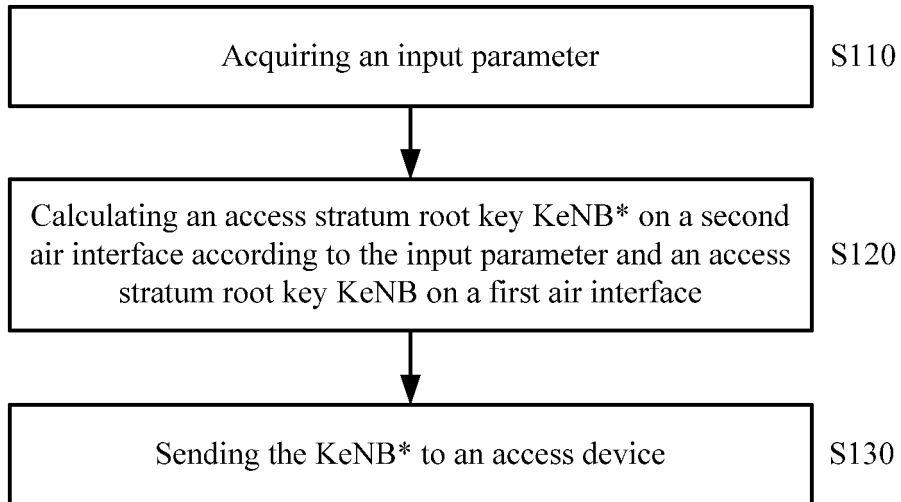 Acquiring an input parameter
S110
Calculating an access stratum root key KeNB* on a second
air interface according to the input parameter and an access
stratum root key KeNB on a first air interface
S120
Sending the KeNB* to an access device
S130